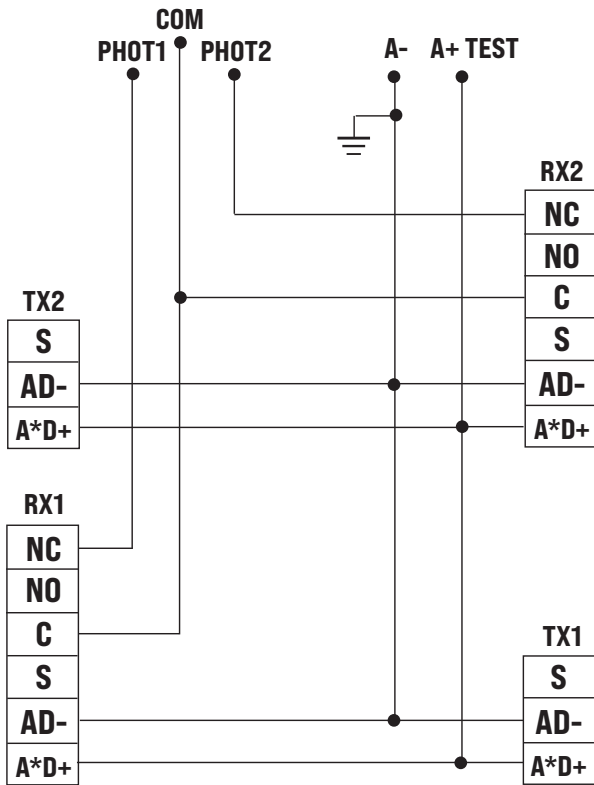 COM
PHOT1 PHOT2 A- A+ TEST
RX2
NC
NO
C
S
AD-
A*D+
TX2
S
AD-
A*D+
RX1
NC
NO
C
S
AD-
A*D+
TX1
S
AD-
A*D+